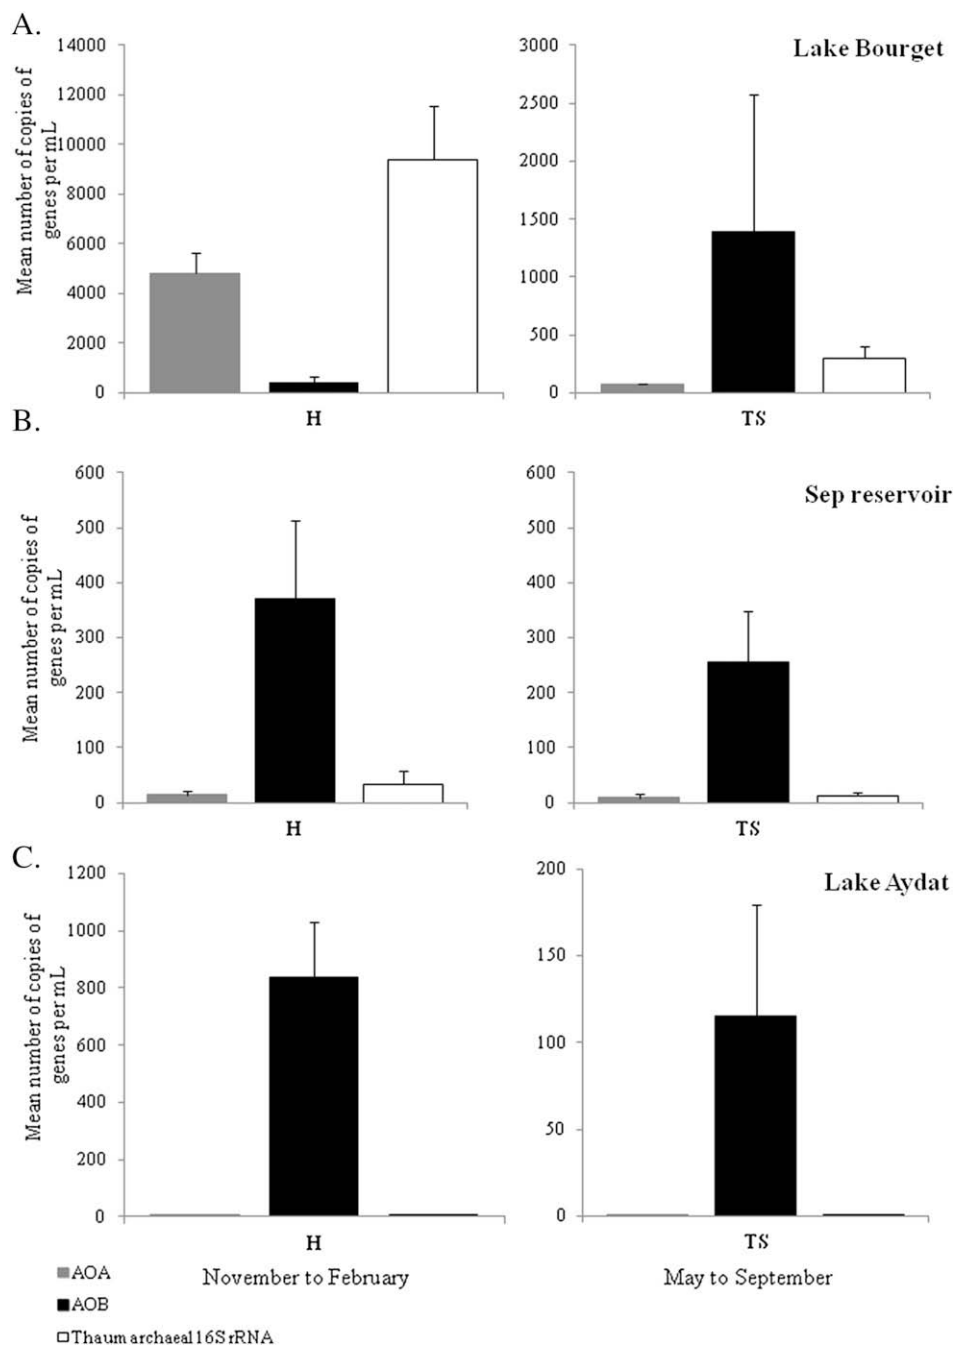 A.
Lake Bourget
Mean number of copies of
genes per mL
14000
12000
10000
8000
6000
4000
2000
0
H
3000
2500
2000
1500
1000
500
0
TS
B.
Sep reservoir
Mean number of copies of
genes per mL
600
500
400
300
200
100
0
H
600
500
400
300
200
100
0
TS
C.
Lake Aydat
Mean number of copies of
genes per mL
1200
1000
800
600
400
200
0
H
200
150
100
50
0
TS
November to February
May to September
AOA
AOB
Thaumarchaeal 16S rRNA